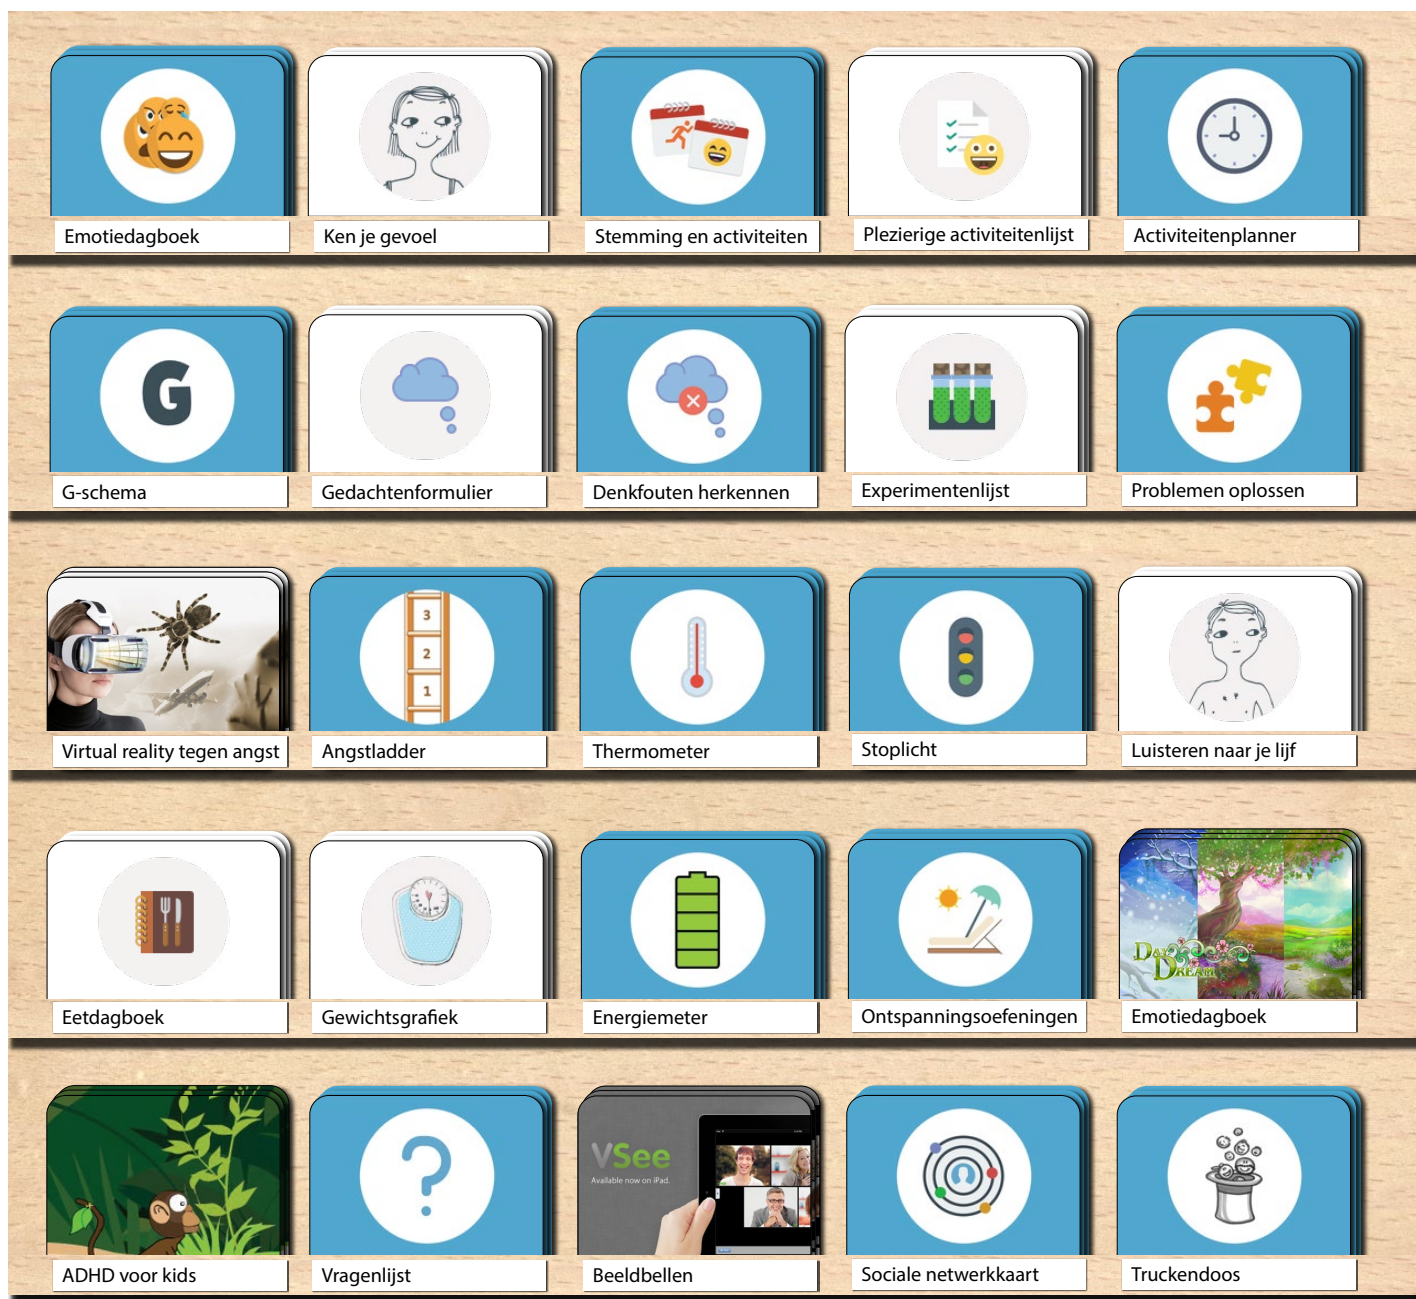 Emotiedagboek
Ken je gevoel
Stemming en activiteiten
Plezierige activiteitenlijst
Activiteitenplanner
G
G-schema
Gedachtenformulier
Denkfouten herkennen
Experimentenlijst
Problemen oplossen
3
2
1
Virtual reality tegen angst
Angstladder
Thermometer
Stoplicht
Luisteren naar je lijf
Day
Dream
Eetdagboek
Gewichtsgrafiek
Energiemeter
Ontspanningsoefeningen
Emotiedagboek
?
VSee
Available now on iPad.
ADHD voor kids
Vragenlijst
Beeldbellen
Sociale netwerkkaart
Truckendoos